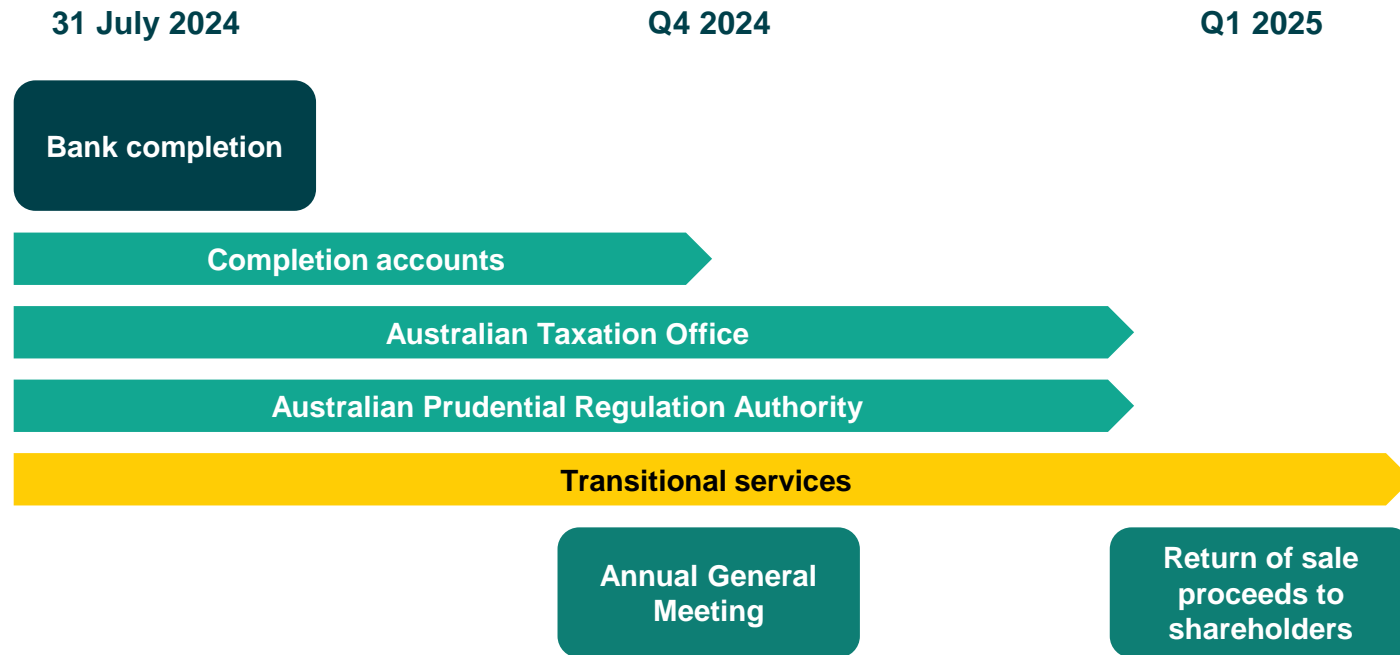 31 July 2024
Q4 2024
Q1 2025
Bank completion
Completion accounts
Australian Taxation Office
Australian Prudential Regulation Authority
Transitional services
Annual General
Meeting
Return of sale
proceeds to
shareholders